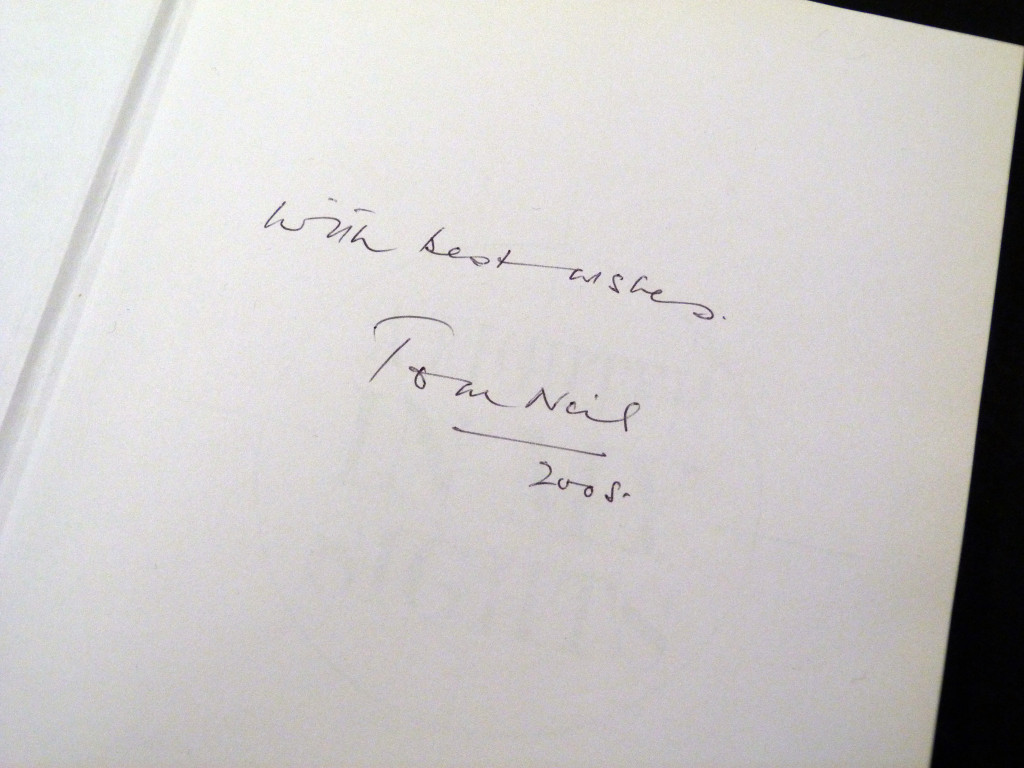 With best wishes.
Tom Neil
2005.